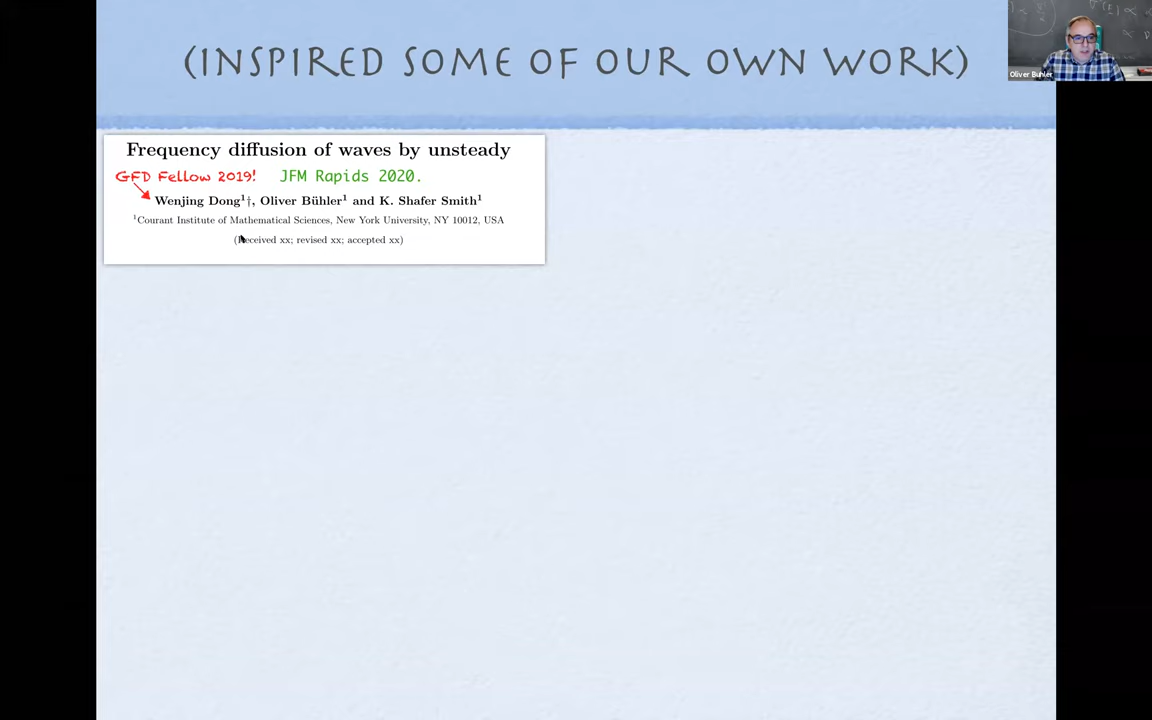 (INSPIRED SOME OF OUR OWN WORK)
Oliver Buhler
Frequency diffusion of waves by unsteady
GFD Fellow 2019! JFM Rapids 2020.
Wenjing Dong¹†, Oliver Bühler¹ and K. Shafer Smith¹
¹Courant Institute of Mathematical Sciences, New York University, NY 10012, USA
(Received xx; revised xx; accepted xx)